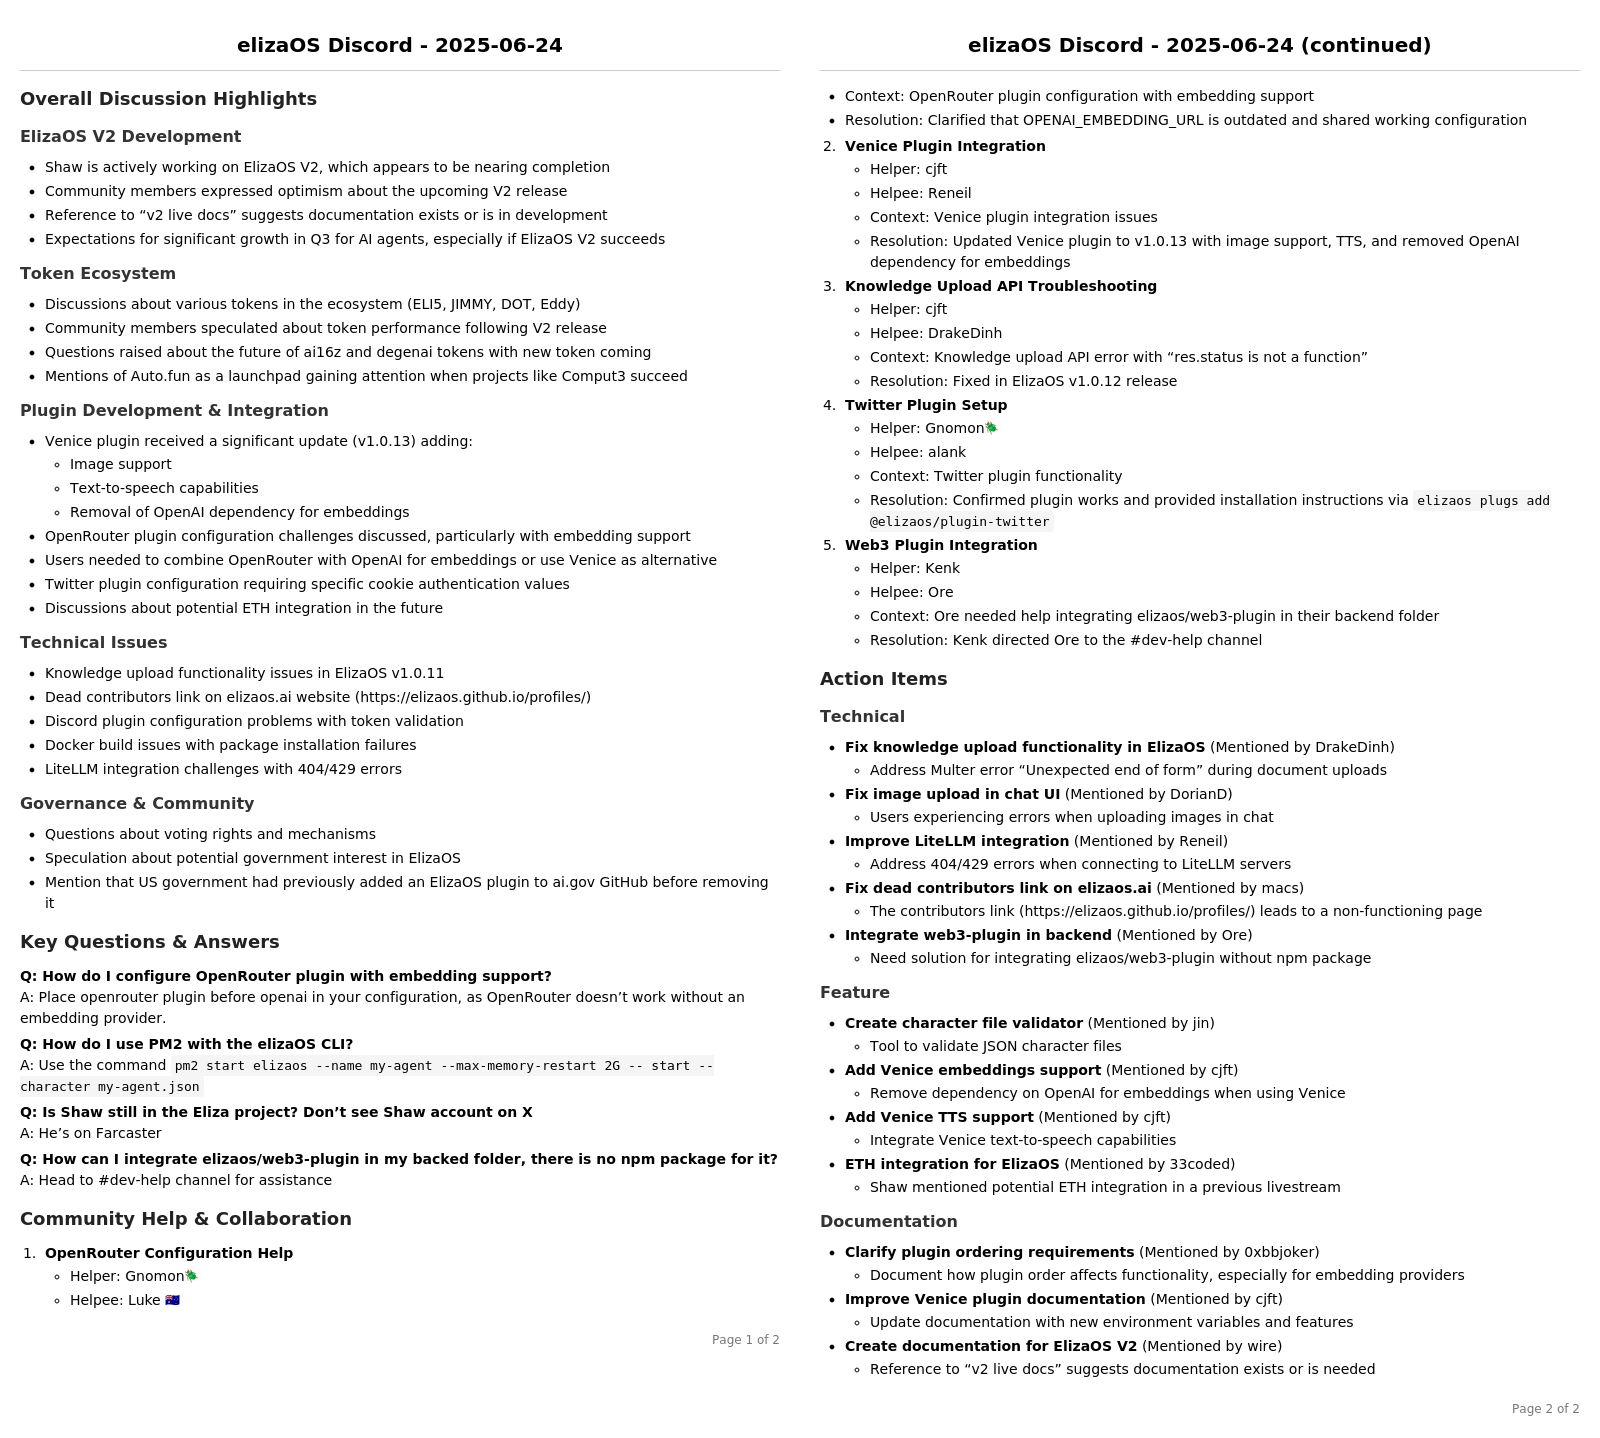 elizaOS Discord - 2025-06-24
Overall Discussion Highlights
ElizaOS V2 Development
• Shaw is actively working on ElizaOS V2, which appears to be nearing completion
• Community members expressed optimism about the upcoming V2 release
• Reference to “v2 live docs” suggests documentation exists or is in development
• Expectations for significant growth in Q3 for AI agents, especially if ElizaOS V2 succeeds
Token Ecosystem
• Discussions about various tokens in the ecosystem (ELI5, JIMMY, DOT, Eddy)
• Community members speculated about token performance following V2 release
• Questions raised about the future of ai16z and degenai tokens with new token coming
• Mentions of Auto.fun as a launchpad gaining attention when projects like Comput3 succeed
Plugin Development & Integration
• Venice plugin received a significant update (v1.0.13) adding:
◦ Image support
◦ Text-to-speech capabilities
◦ Removal of OpenAI dependency for embeddings
• OpenRouter plugin configuration challenges discussed, particularly with embedding support
• Users needed to combine OpenRouter with OpenAI for embeddings or use Venice as alternative
• Twitter plugin configuration requiring specific cookie authentication values
• Discussions about potential ETH integration in the future
Technical Issues
• Knowledge upload functionality issues in ElizaOS v1.0.11
• Dead contributors link on elizaos.ai website (https://elizaos.github.io/profiles/)
• Discord plugin configuration problems with token validation
• Docker build issues with package installation failures
• LiteLLM integration challenges with 404/429 errors
Governance & Community
• Questions about voting rights and mechanisms
• Speculation about potential government interest in ElizaOS
• Mention that US government had previously added an ElizaOS plugin to ai.gov GitHub before removing
it
Key Questions & Answers
Q: How do I configure OpenRouter plugin with embedding support?
A: Place openrouter plugin before openai in your configuration, as OpenRouter doesn’t work without an
embedding provider.
Q: How do I use PM2 with the elizaOS CLI?
A: Use the command pm2 start elizaos --name my-agent --max-memory-restart 2G -- start --
character my-agent.json
Q: Is Shaw still in the Eliza project? Don’t see Shaw account on X
A: He’s on Farcaster
Q: How can I integrate elizaos/web3-plugin in my backed folder, there is no npm package for it?
A: Head to #dev-help channel for assistance
Community Help & Collaboration
1. OpenRouter Configuration Help
◦ Helper: Gnomon🪲
◦ Helpee: Luke 🇦🇺
Page 1 of 2
elizaOS Discord - 2025-06-24 (continued)
• Context: OpenRouter plugin configuration with embedding support
• Resolution: Clarified that OPENAI_EMBEDDING_URL is outdated and shared working configuration
2. Venice Plugin Integration
◦ Helper: cjft
◦ Helpee: Reneil
◦ Context: Venice plugin integration issues
◦ Resolution: Updated Venice plugin to v1.0.13 with image support, TTS, and removed OpenAI
dependency for embeddings
3. Knowledge Upload API Troubleshooting
◦ Helper: cjft
◦ Helpee: DrakeDinh
◦ Context: Knowledge upload API error with “res.status is not a function”
◦ Resolution: Fixed in ElizaOS v1.0.12 release
4. Twitter Plugin Setup
◦ Helper: Gnomon🪲
◦ Helpee: alank
◦ Context: Twitter plugin functionality
◦ Resolution: Confirmed plugin works and provided installation instructions via elizaos plugs add
@elizaos/plugin-twitter
5. Web3 Plugin Integration
◦ Helper: Kenk
◦ Helpee: Ore
◦ Context: Ore needed help integrating elizaos/web3-plugin in their backend folder
◦ Resolution: Kenk directed Ore to the #dev-help channel
Action Items
Technical
• Fix knowledge upload functionality in ElizaOS (Mentioned by DrakeDinh)
◦ Address Multer error “Unexpected end of form” during document uploads
• Fix image upload in chat UI (Mentioned by DorianD)
◦ Users experiencing errors when uploading images in chat
• Improve LiteLLM integration (Mentioned by Reneil)
◦ Address 404/429 errors when connecting to LiteLLM servers
• Fix dead contributors link on elizaos.ai (Mentioned by macs)
◦ The contributors link (https://elizaos.github.io/profiles/) leads to a non-functioning page
• Integrate web3-plugin in backend (Mentioned by Ore)
◦ Need solution for integrating elizaos/web3-plugin without npm package
Feature
• Create character file validator (Mentioned by jin)
◦ Tool to validate JSON character files
• Add Venice embeddings support (Mentioned by cjft)
◦ Remove dependency on OpenAI for embeddings when using Venice
• Add Venice TTS support (Mentioned by cjft)
◦ Integrate Venice text-to-speech capabilities
• ETH integration for ElizaOS (Mentioned by 33coded)
◦ Shaw mentioned potential ETH integration in a previous livestream
Documentation
• Clarify plugin ordering requirements (Mentioned by 0xbbjoker)
◦ Document how plugin order affects functionality, especially for embedding providers
• Improve Venice plugin documentation (Mentioned by cjft)
◦ Update documentation with new environment variables and features
• Create documentation for ElizaOS V2 (Mentioned by wire)
◦ Reference to “v2 live docs” suggests documentation exists or is needed
Page 2 of 2